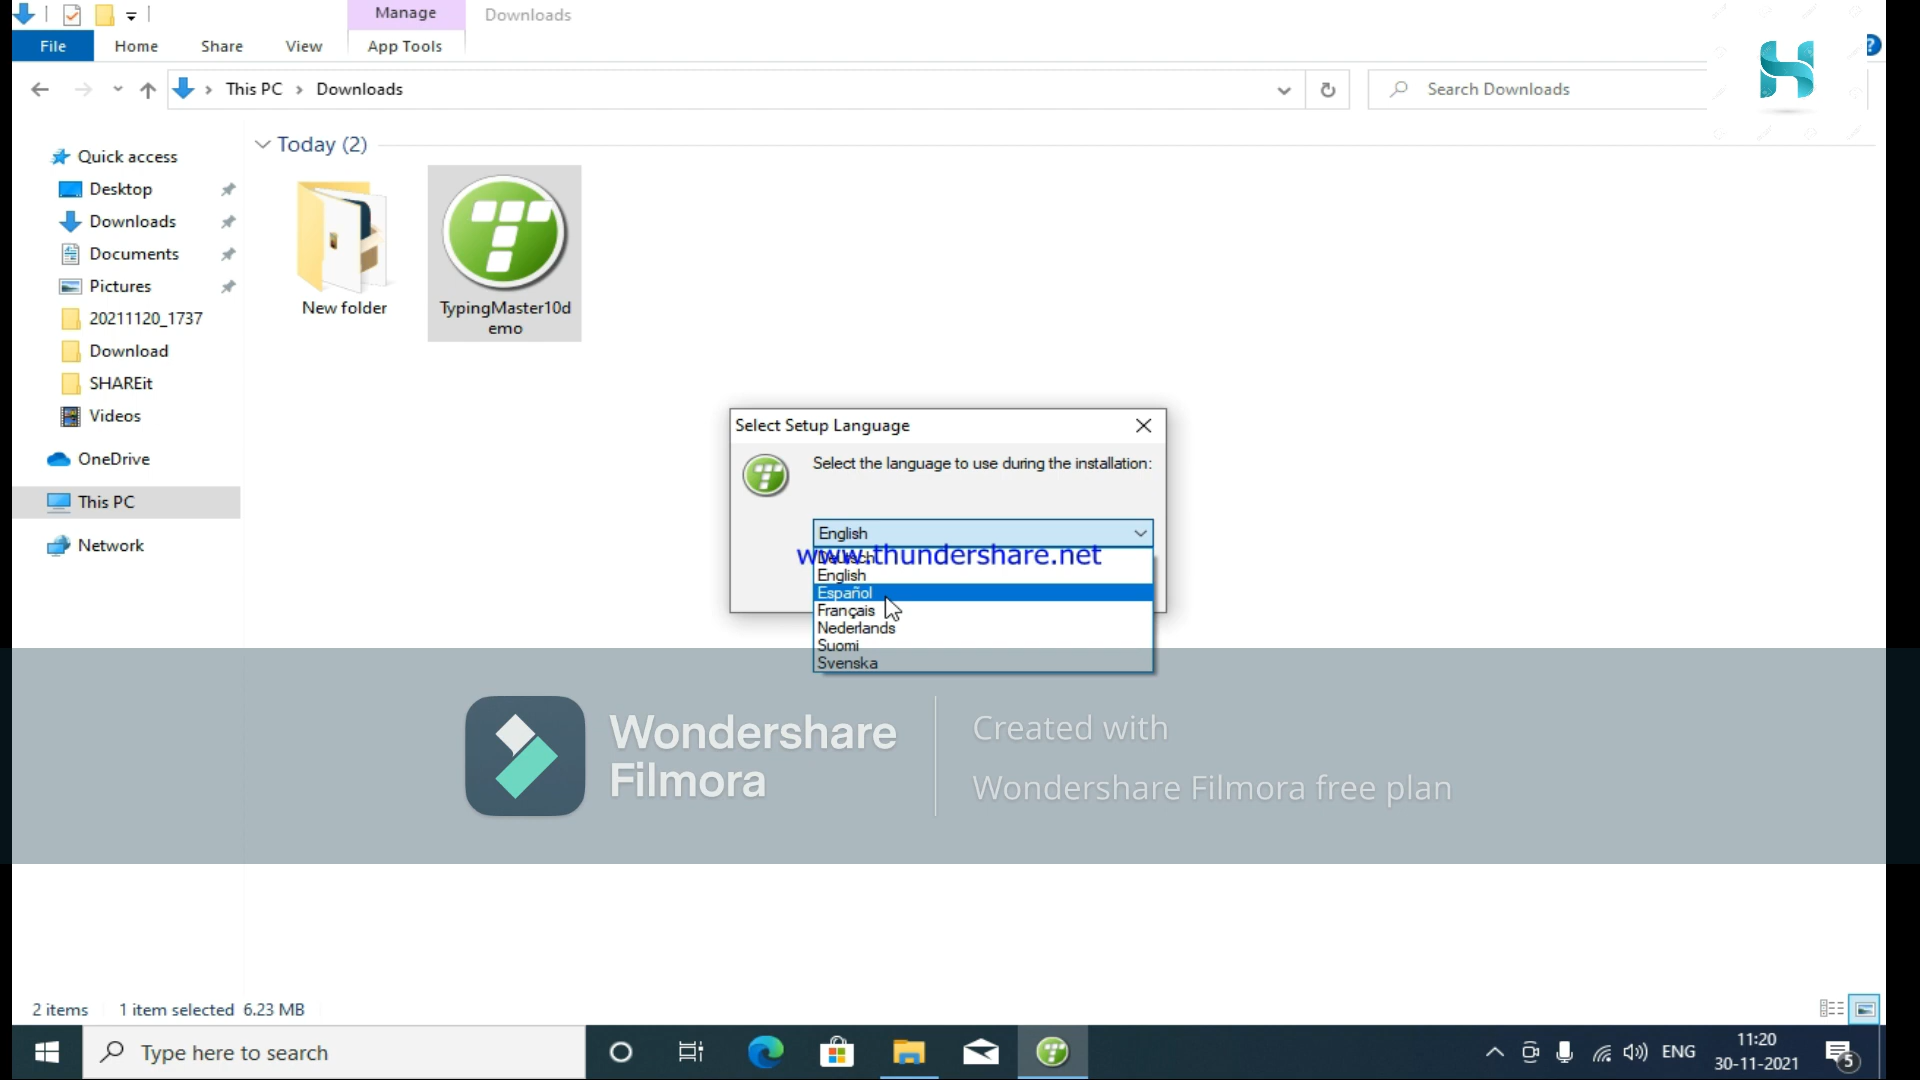 Manage
Downloads
File
Home
Share
View
App Tools
This PC
Downloads
Search Downloads
Quick access
Desktop
Downloads
Documents
Pictures
20211120_1737
Download
SHAREit
Videos
OneDrive
This PC
Network
Today (2)
New folder
TypingMaster10d
emo
Select Setup Language
Select the language to use during the installation:
English
www.thundershare.net
Deutsch
English
Español
Français
Nederlands
Suomi
Svenska
Wondershare
Filmora
Created with
Wondershare Filmora free plan
2 items
1 item selected 6.23 MB
Type here to search
ENG
11:20
30-11-2021
5